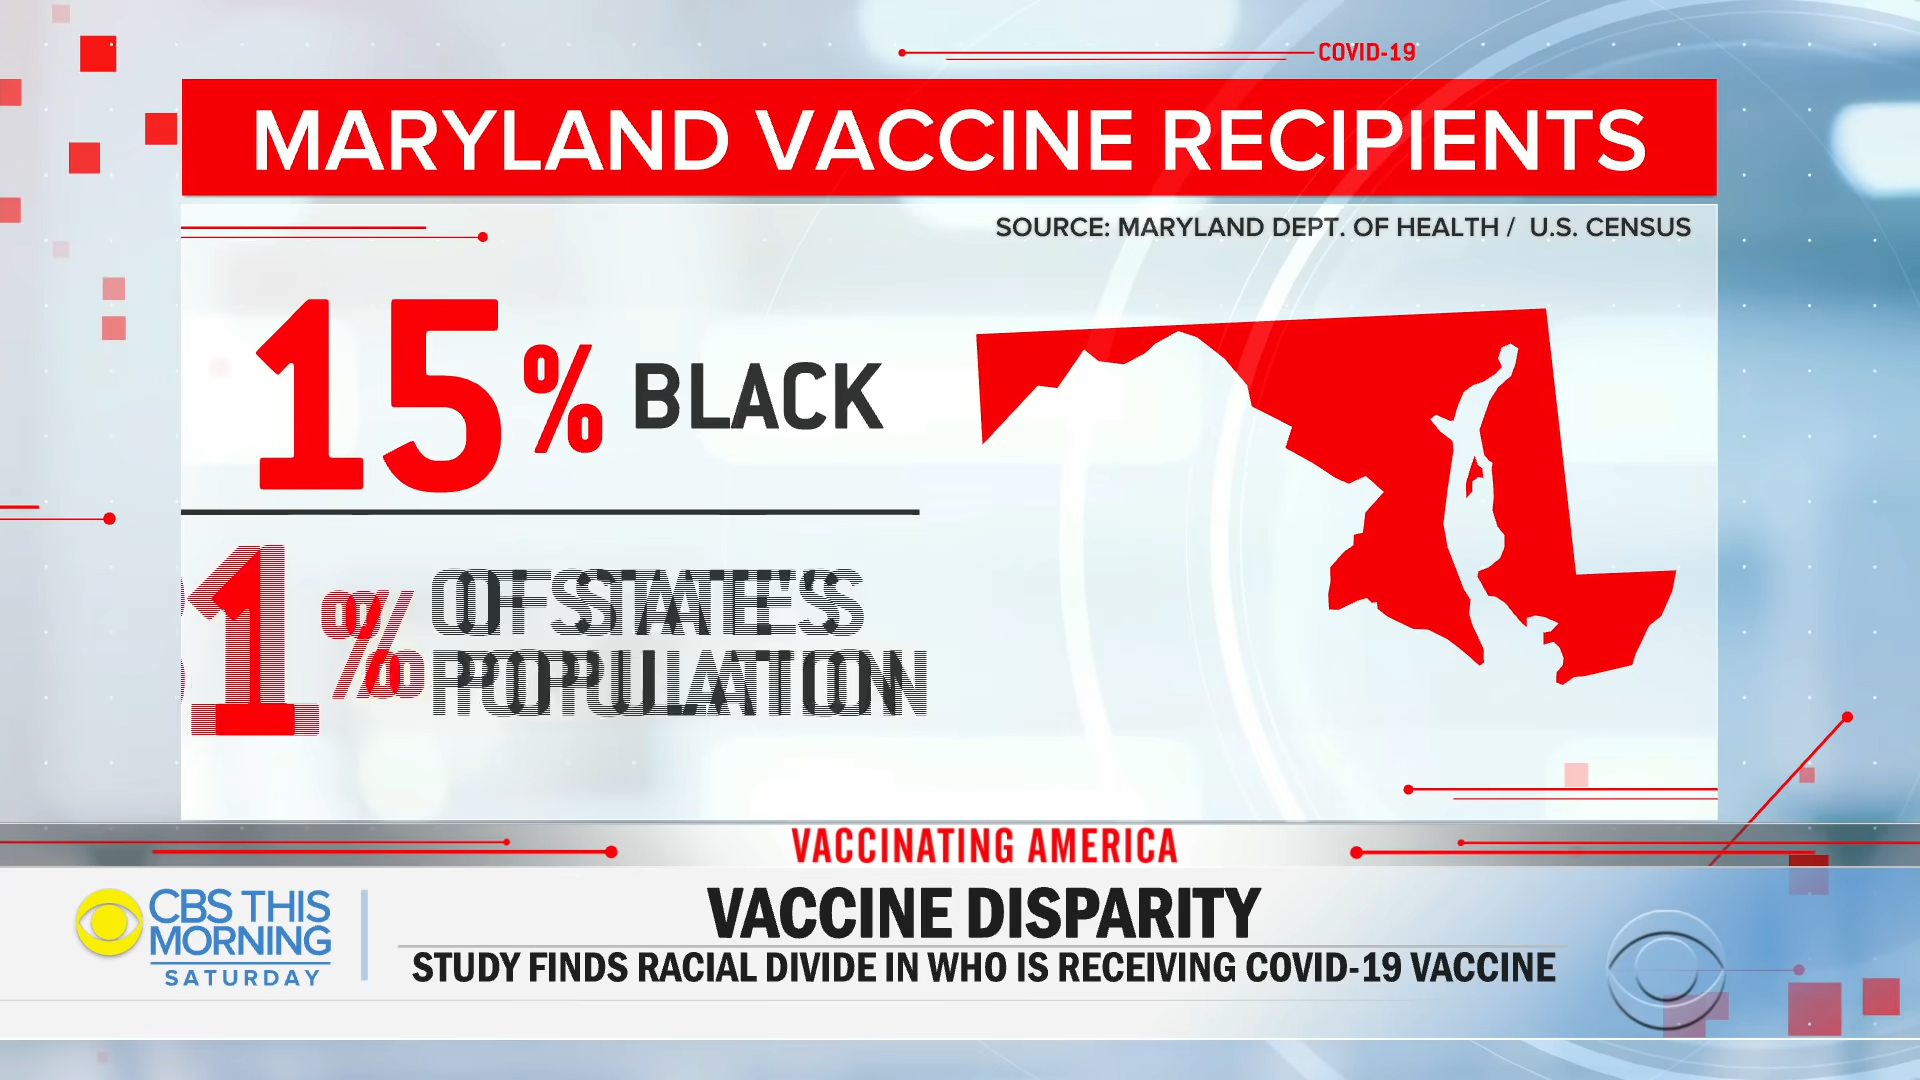 COVID-19
MARYLAND VACCINE RECIPIENTS
SOURCE: MARYLAND DEPT. OF HEALTH / U.S. CENSUS
15% BLACK
1% OF STATE'S
POPULATION
VACCINATING AMERICA
CBS THIS
MORNING
SATURDAY
VACCINE DISPARITY
STUDY FINDS RACIAL DIVIDE IN WHO IS RECEIVING COVID-19 VACCINE